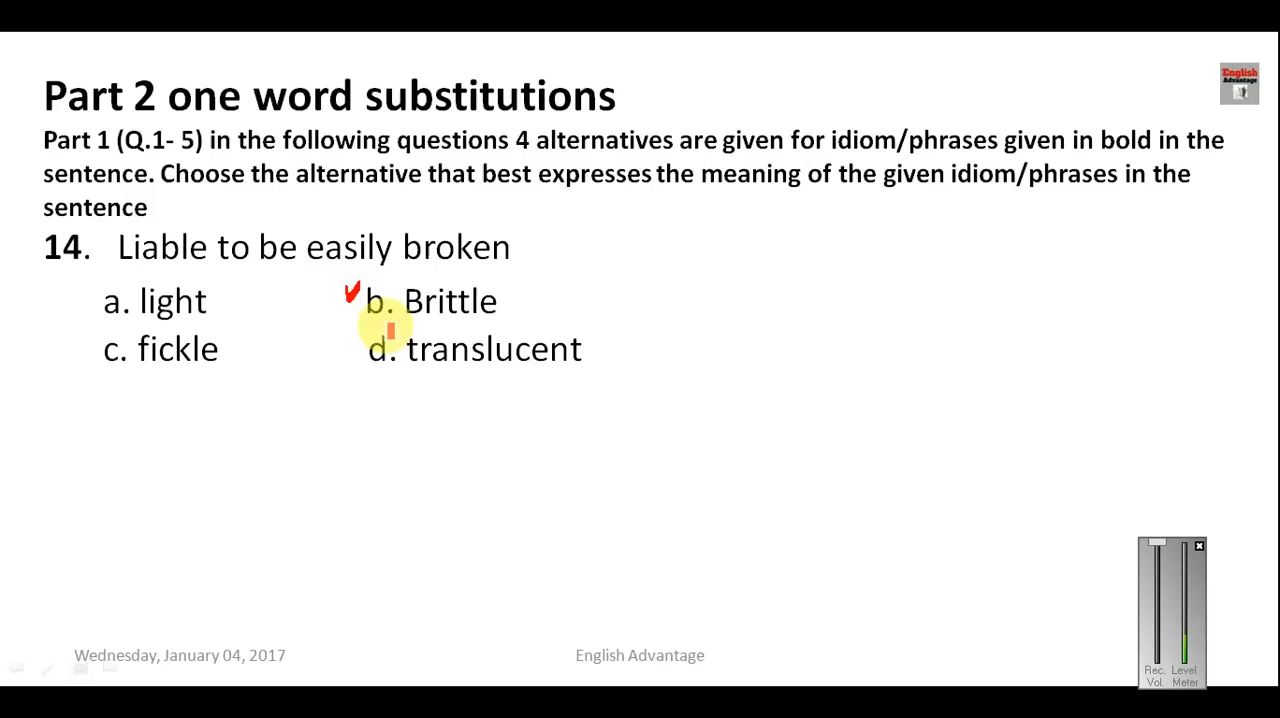 Part 2 one word substitutions
English
Advantage
Part 1 (Q.1- 5) in the following questions 4 alternatives are given for idiom/phrases given in bold in the
sentence. Choose the alternative that best expresses the meaning of the given idiom/phrases in the
sentence
14. Liable to be easily broken
a. light b. Brittle
c. fickle d. translucent
Wednesday, January 04, 2017 English Advantage
Rec. Level
Vol. Meter